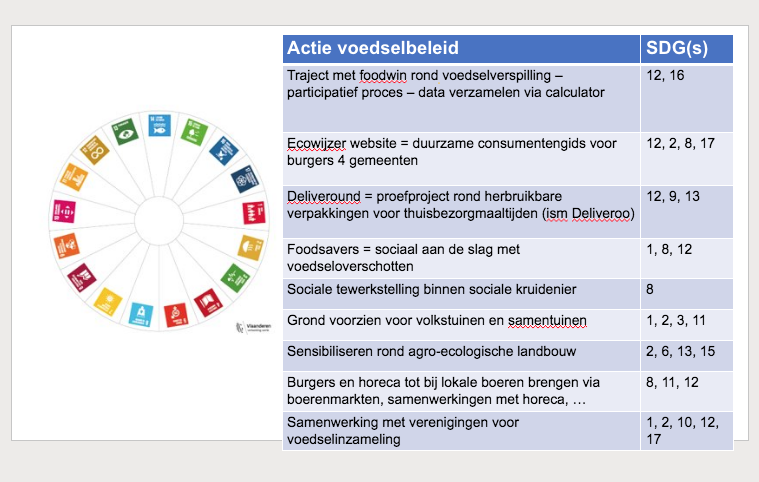 Actie voedselbeleid SDG(s)
Traject met foodwin rond voedselverspilling – 12, 16
participatief proces – data verzamelen via calculator
Ecowijzer website = duurzame consumentengids voor 12, 2, 8, 17
burgers 4 gemeenten
Deliveround = proefproject rond herbruikbare 12, 9, 13
verpakkingen voor thuisbezorgmaaltijden (ism Deliveroo)
Foodsavers = sociaal aan de slag met 1, 8, 12
voedseloverschotten
Sociale tewerkstelling binnen sociale kruidenier 8
Grond voorzien voor volkstuinen en samentuinen 1, 2, 3, 11
Sensibiliseren rond agro-ecologische landbouw 2, 6, 13, 15
Burgers en horeca tot bij lokale boeren brengen via 8, 11, 12
boerenmarkten, samenwerkingen met horeca, …
Samenwerking met verenigingen voor 1, 2, 10, 12,
voedselinzameling 17
Vlaanderen